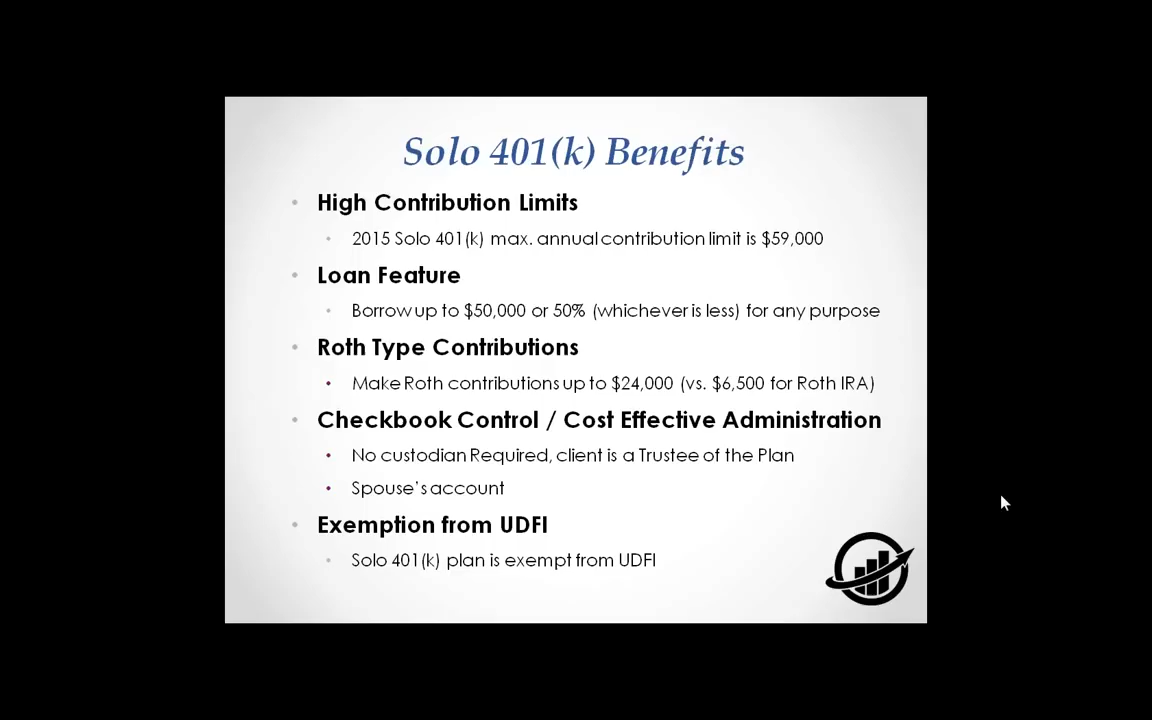 Solo 401(k) Benefits
• High Contribution Limits
• 2015 Solo 401(k) max. annual contribution limit is $59,000
• Loan Feature
• Borrow up to $50,000 or 50% (whichever is less) for any purpose
• Roth Type Contributions
• Make Roth contributions up to $24,000 (vs. $6,500 for Roth IRA)
• Checkbook Control / Cost Effective Administration
• No custodian Required, client is a Trustee of the Plan
• Spouse's account
• Exemption from UDFI
• Solo 401(k) plan is exempt from UDFI